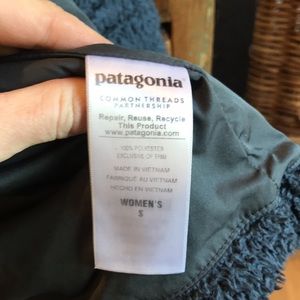 patagonia
COMMON THREADS
PARTNERSHIP
Repair, Reuse, Recycle
This Product
www.patagonia.com
100% POLYESTER
EXCLUSIVE OF TRIM
MADE IN VIETNAM
FABRIQUÉ AU VIETNAM
HECHO EN VIETNAM
WOMEN'S
S